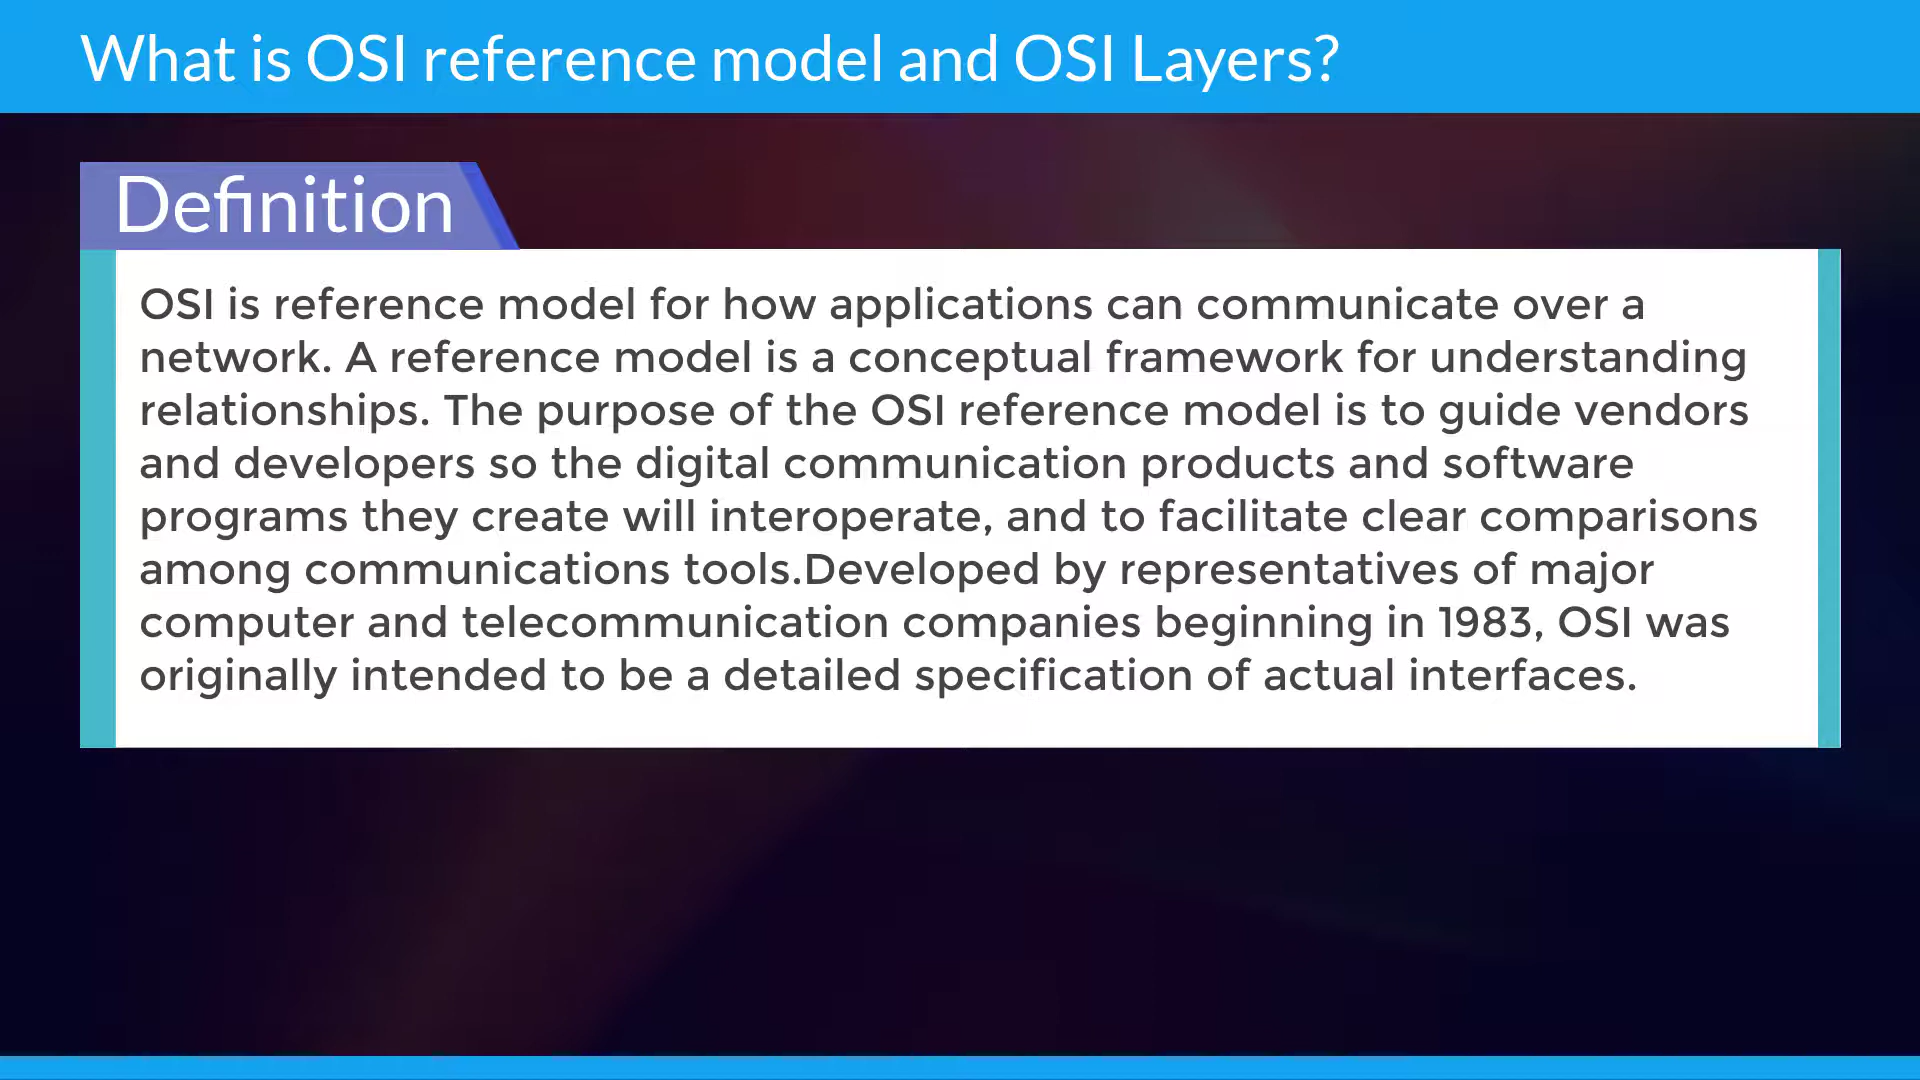 What is OSI reference model and OSI Layers?
Definition
OSI is reference model for how applications can communicate over a
network. A reference model is a conceptual framework for understanding
relationships. The purpose of the OSI reference model is to guide vendors
and developers so the digital communication products and software
programs they create will interoperate, and to facilitate clear comparisons
among communications tools.Developed by representatives of major
computer and telecommunication companies beginning in 1983, OSI was
originally intended to be a detailed specification of actual interfaces.